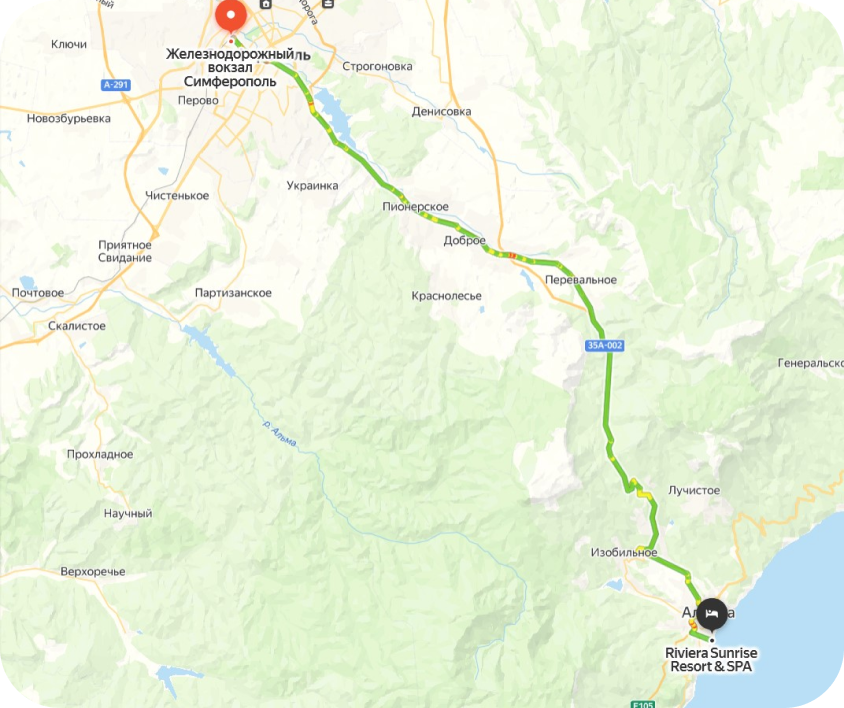 Ключи
Железнодорожный
вокзал
Симферополь
Строгоновка
А-291
Перово
Денисовка
Новозбурьевка
Украинка
Чистенькое
Пионерское
Приятное
Свидание
Доброе
Перевальное
Почтовое
Партизанское
Краснолесье
Скалистое
35А-002
Генеральск
р. Альма
Прохладное
Лучистое
Научный
Изобильное
Верхоречье
Riviera Sunrise
Resort & SPA
E105